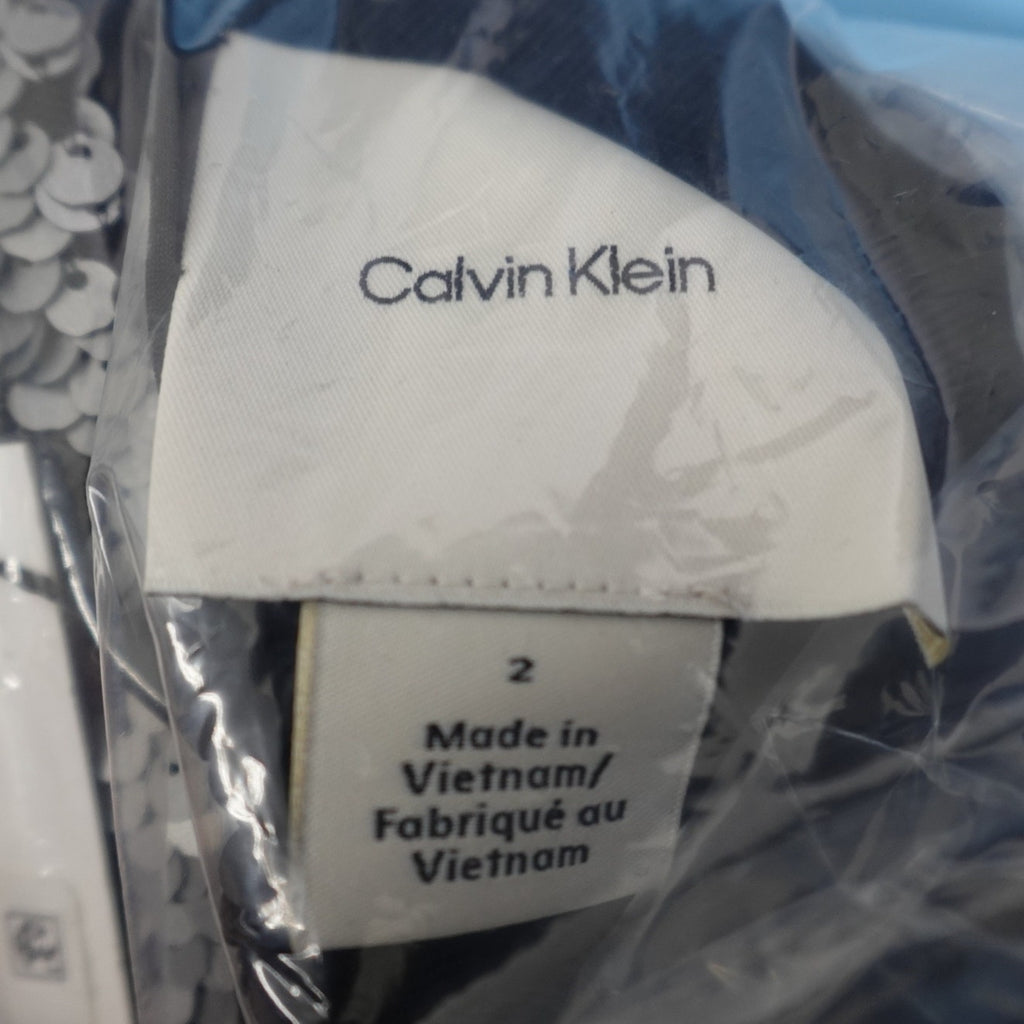 Calvin Klein
2
Made in
Vietnam/
Fabriqué au
Vietnam